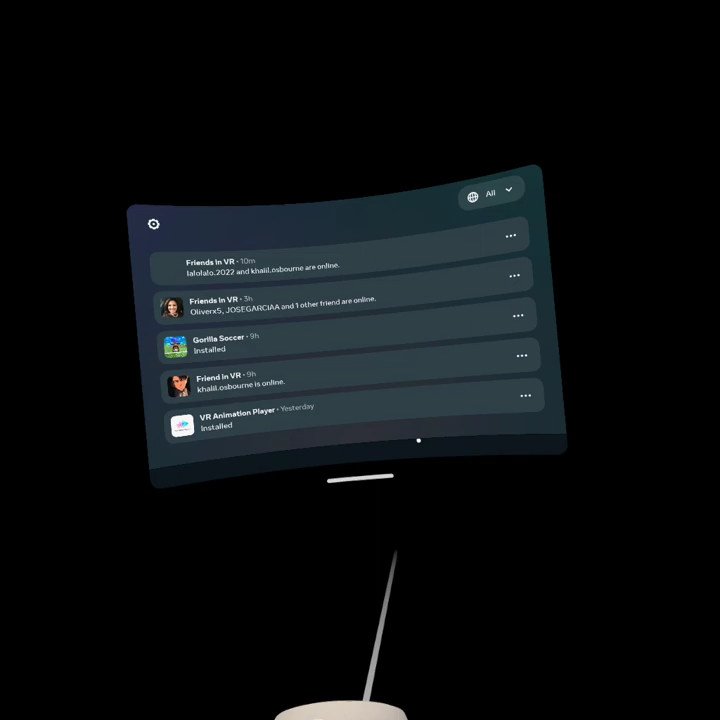 All
Friends in VR · 10m
lalolalo.2022 and khalil.osbourne are online.
Friends in VR · 3h
Oliverx5, JOSEGARCIAA and 1 other friend are online.
Gorilla Soccer · 9h
Installed
Friend in VR · 9h
khalil.osbourne is online.
VR Animation Player · Yesterday
Installed